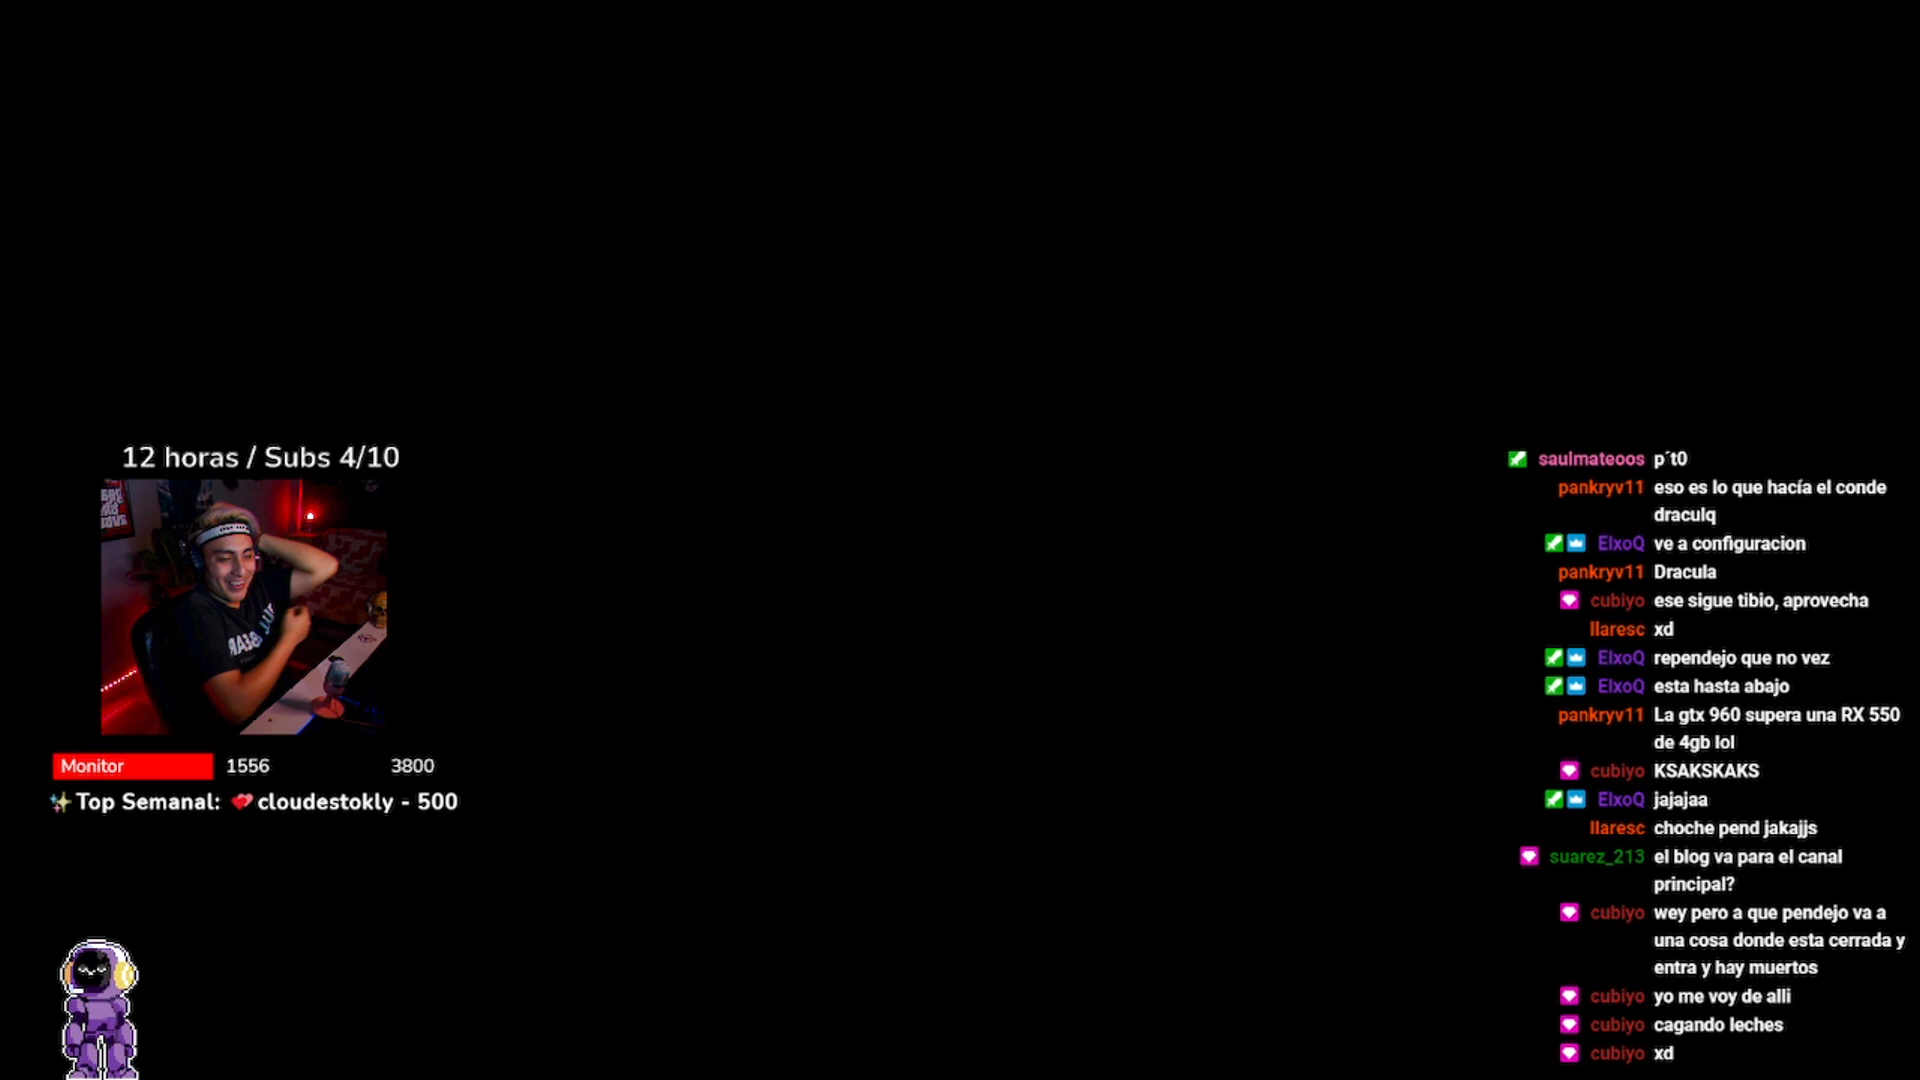 12 horas / Subs 4/10
Monitor 1556 3800
Top Semanal: cloudestokly - 500
saulmateoos p´t0
pankryv11 eso es lo que hacía el conde
draculq
ElxoQ ve a configuracion
pankryv11 Dracula
cubiyo ese sigue tibio, aprovecha
llaresc xd
ElxoQ rependejo que no vez
ElxoQ esta hasta abajo
pankryv11 La gtx 960 supera una RX 550
de 4gb lol
cubiyo KSAKSKAKS
ElxoQ jajajaa
llaresc choche pend jakajjs
suarez_213 el blog va para el canal
principal?
cubiyo wey pero a que pendejo va a
una cosa donde esta cerrada y
entra y hay muertos
cubiyo yo me voy de alli
cubiyo cagando leches
cubiyo xd